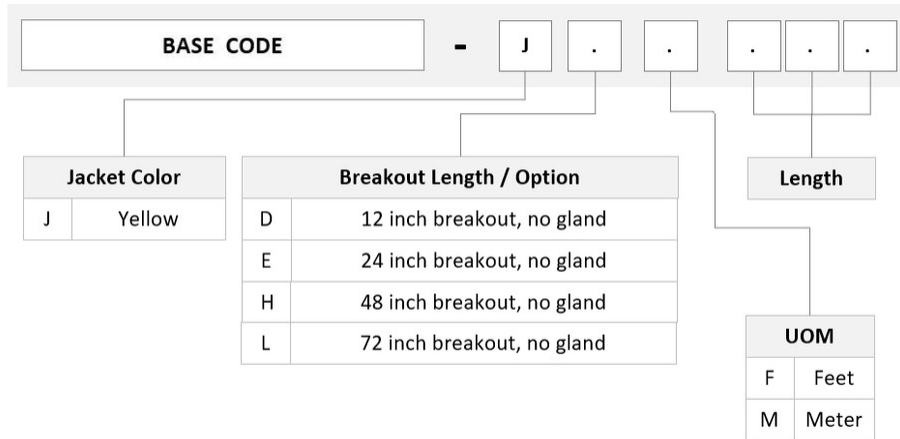 BASE CODE - J . . . . .
Jacket Color
J Yellow
Breakout Length / Option
D 12 inch breakout, no gland
E 24 inch breakout, no gland
H 48 inch breakout, no gland
L 72 inch breakout, no gland
Length
UOM
F Feet
M Meter